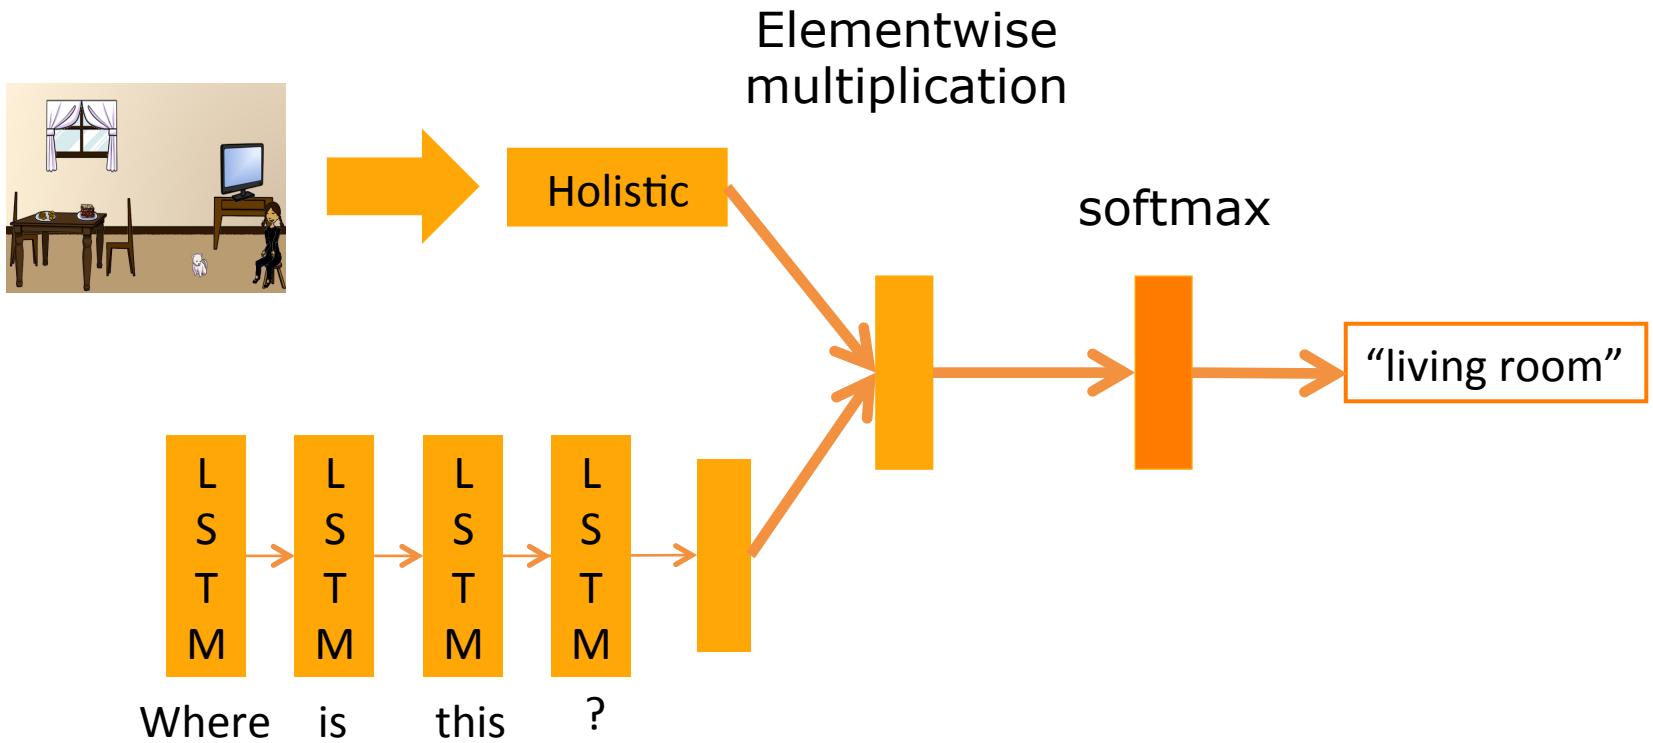 Elementwise
multiplication
Holistic
softmax
“living room”
L
S
T
M
L
S
T
M
L
S
T
M
L
S
T
M
Where is this ?